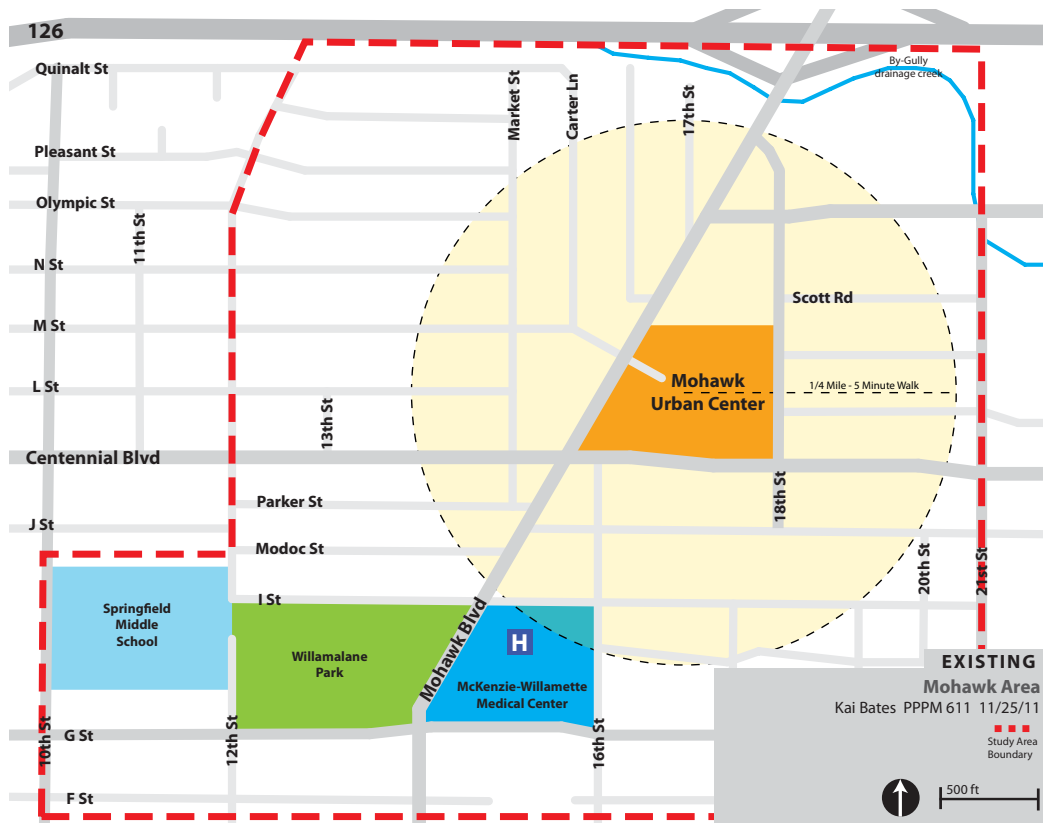 126
Quinalt St
By-Gully
drainage creek
Market St
Carter Ln
17th St
Pleasant St
Olympic St
11th St
N St
Scott Rd
M St
L St
Mohawk
Urban Center
1/4 Mile - 5 Minute Walk
13th St
Centennial Blvd
Parker St
18th St
J St
Modoc St
20th St
21st St
I St
Springfield
Middle
School
Willamalane
Park
Mohawk Blvd
H
McKenzie-Willamette
Medical Center
10th St
G St
12th St
16th St
F St
EXISTING
Mohawk Area
Kai Bates PPPM 611 11/25/11
Study Area
Boundary
500 ft